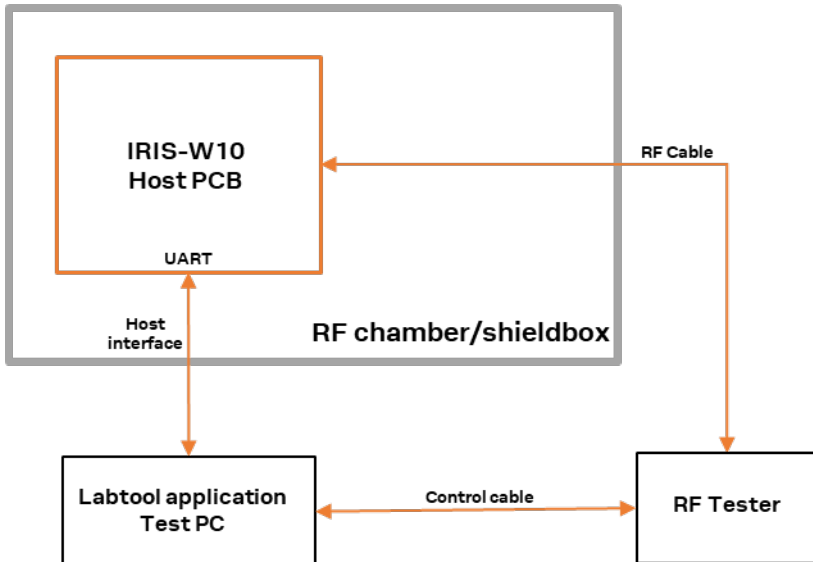 IRIS-W10
Host PCB
UART
RF Cable
Host
interface
RF chamber/shieldbox
Labtool application
Test PC
Control cable
RF Tester